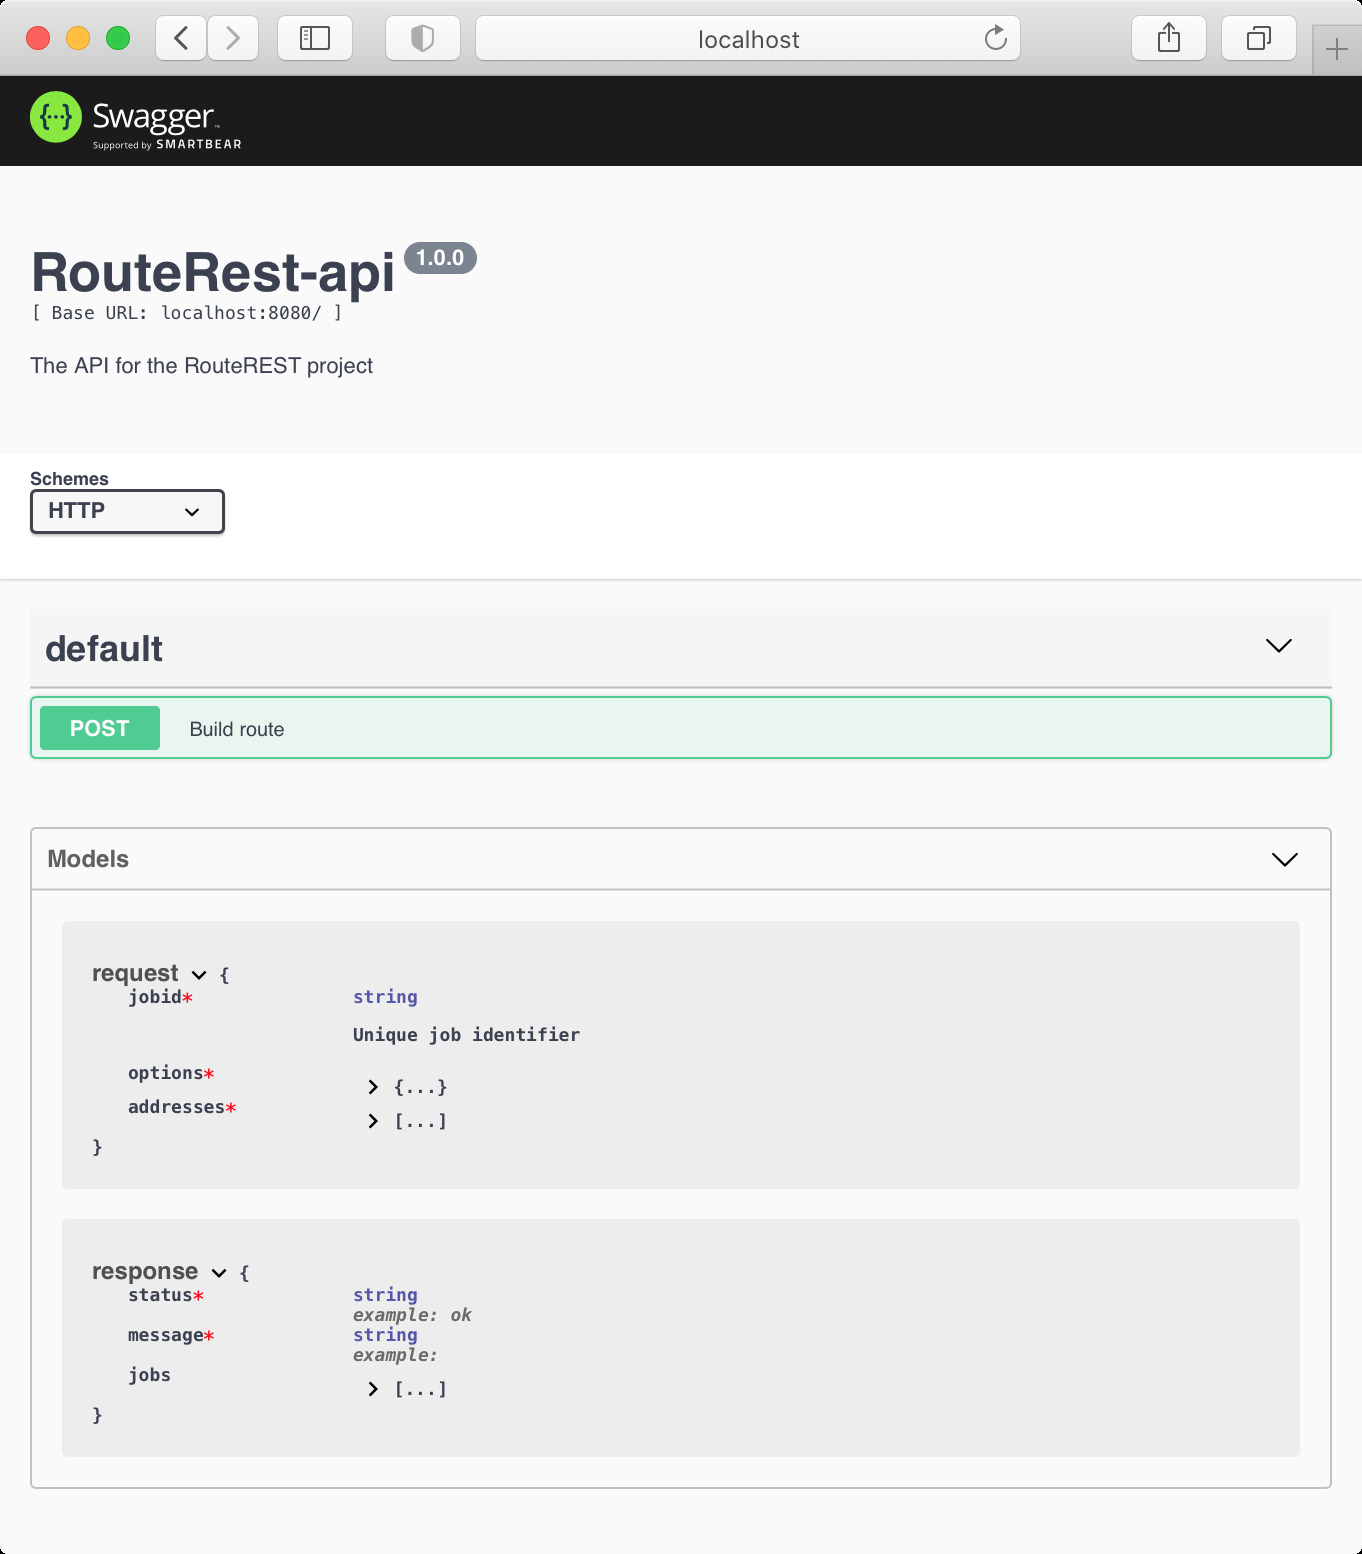 localhost
{···} Swagger™
Supported by SMARTBEAR
RouteRest-api 1.0.0
[ Base URL: localhost:8080/ ]
The API for the RouteREST project
Schemes
HTTP
default
POST Build route
Models
request {
jobid* string
Unique job identifier
options* {...}
addresses* [...]
}
response {
status* string
example: ok
message* string
example:
jobs [...]
}